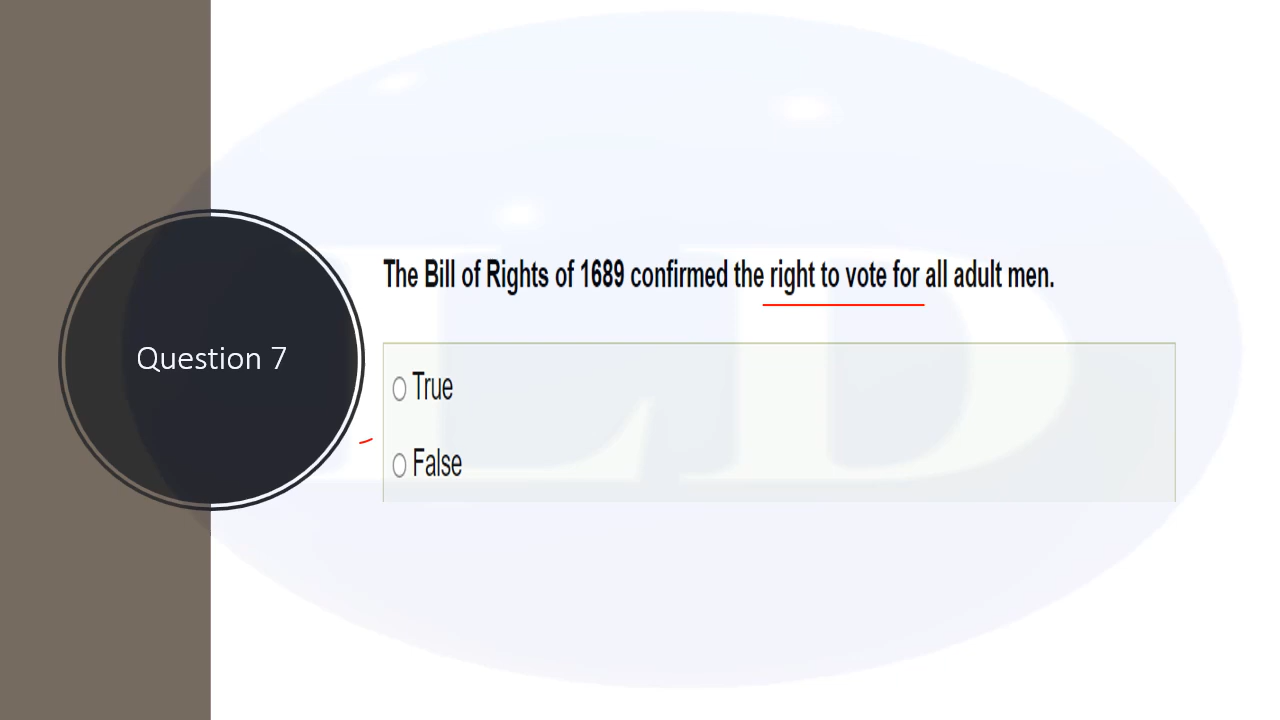 The Bill of Rights of 1689 confirmed the right to vote for all adult men.
Question 7
True
False
LD